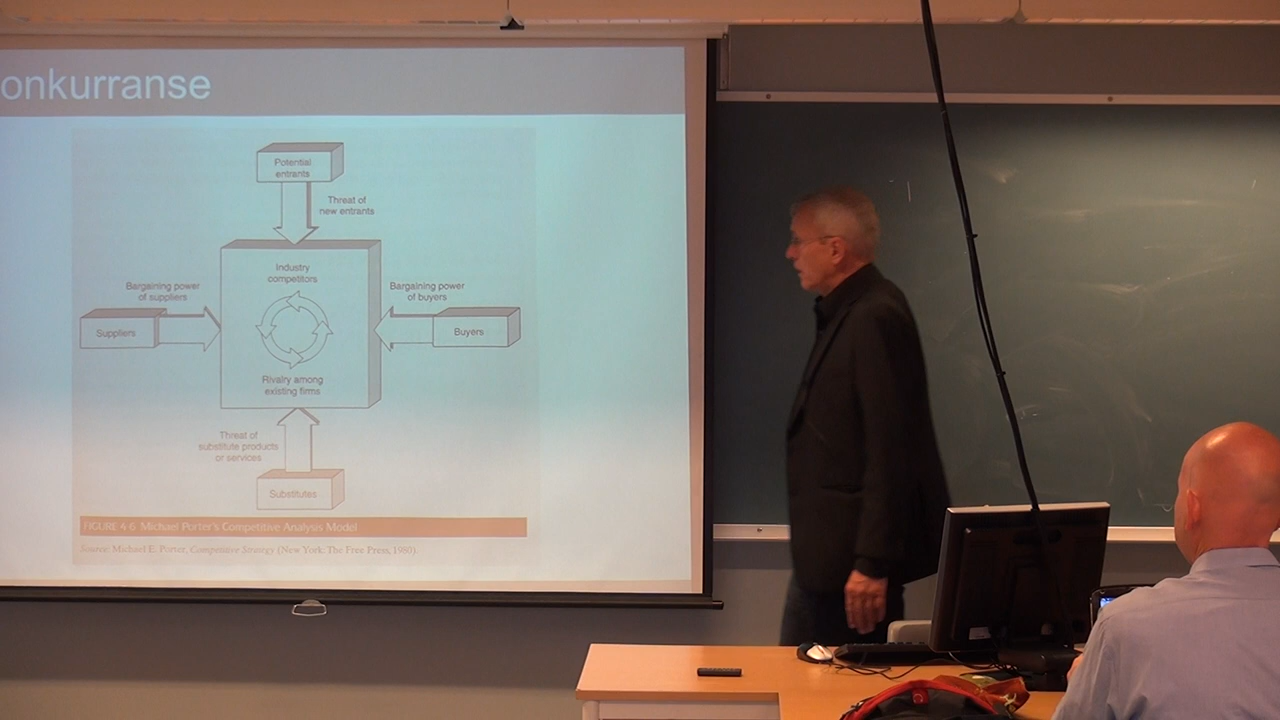 onkurranse
Potential
entrants
Threat of
new entrants
Industry
competitors
Bargaining power
of suppliers
Bargaining power
of buyers
Suppliers
Buyers
Rivalry among
existing firms
Threat of
substitute products
or services
Substitutes
FIGURE 4-6 Michael Porter's Competitive Analysis Model
Source: Michael E. Porter, Competitive Strategy (New York: The Free Press, 1980).